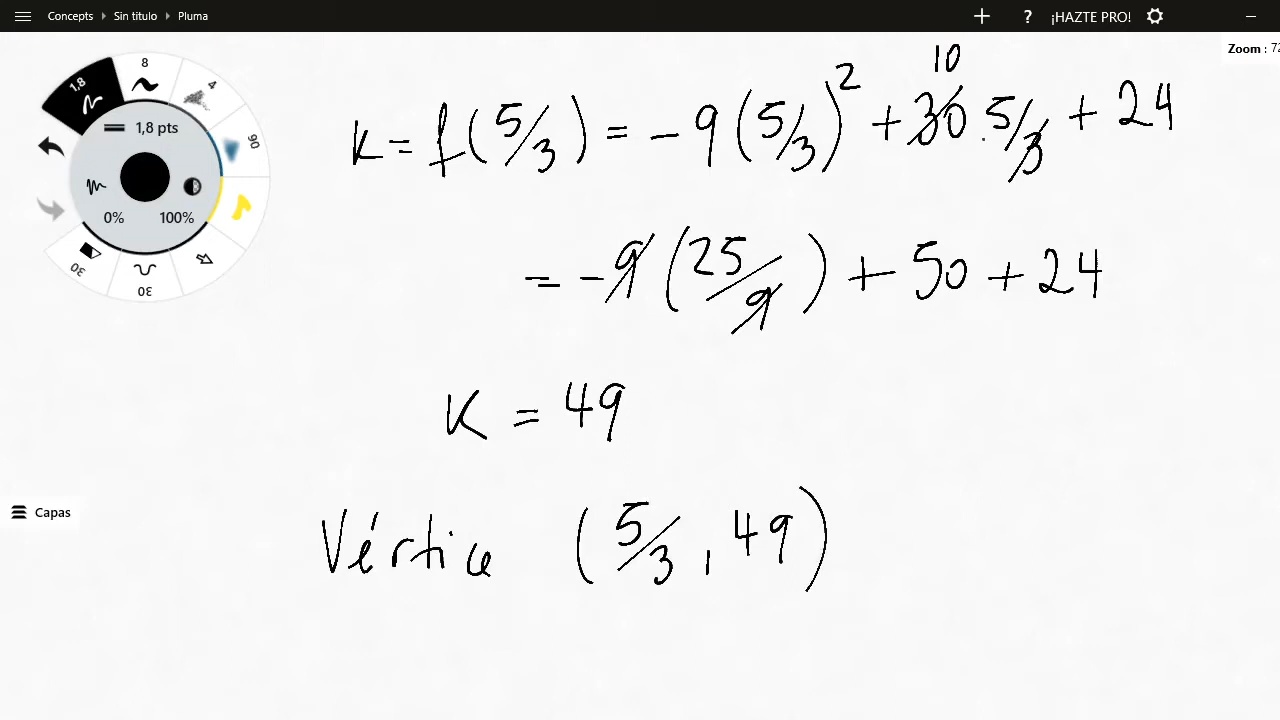 Concepts › Sin titulo › Pluma
¡HAZTE PRO!
Zoom : 72
8
1,8
4
90
30
30
1,8 pts
0% 100%
Capas
10
K = f(5/3) = -9(5/3)² + 30 . 5/3 + 24
= -9(25/9) + 50 + 24
K = 49
Vértice (5/3 , 49)